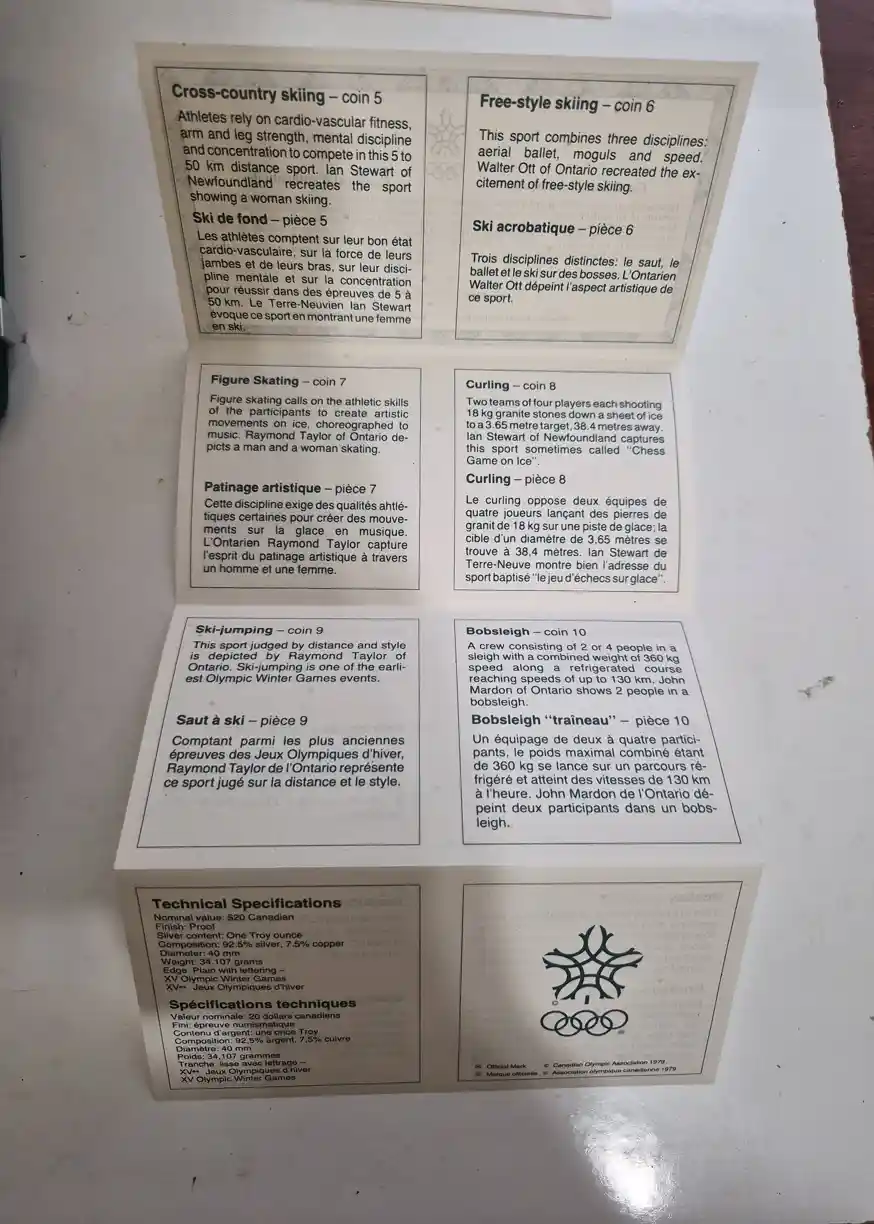 Cross-country skiing – coin 5
Athletes rely on cardio-vascular fitness,
arm and leg strength, mental discipline
and concentration to compete in this 5 to
50 km distance sport. Ian Stewart of
Newfoundland recreates the sport
showing a woman skiing.
Ski de fond – pièce 5
Les athlètes comptent sur leur bon état
cardio-vasculaire, sur la force de leurs
jambes et de leurs bras, sur leur disci-
pline mentale et sur la concentration
pour réussir dans des épreuves de 5 à
50 km. Le Terre-Neuvien Ian Stewart
évoque ce sport en montrant une femme
en ski.
Free-style skiing – coin 6
This sport combines three disciplines:
aerial ballet, moguls and speed.
Walter Ott of Ontario recreated the ex-
citement of free-style skiing.
Ski acrobatique – pièce 6
Trois disciplines distinctes: le saut, le
ballet et le ski sur des bosses. L'Ontarien
Walter Ott dépeint l'aspect artistique de
ce sport.
Figure Skating – coin 7
Figure skating calls on the athletic skills
of the participants to create artistic
movements on ice, choreographed to
music. Raymond Taylor of Ontario de-
picts a man and a woman skating.
Patinage artistique – pièce 7
Cette discipline exige des qualités ahtlé-
tiques certaines pour créer des mouve-
ments sur la glace en musique.
L'Ontarien Raymond Taylor capture
l'esprit du patinage artistique à travers
un homme et une femme.
Curling – coin 8
Two teams of four players each shooting
18 kg granite stones down a sheet of ice
to a 3.65 metre target, 38.4 metres away.
Ian Stewart of Newfoundland captures
this sport sometimes called "Chess
Game on Ice".
Curling – pièce 8
Le curling oppose deux équipes de
quatre joueurs lançant des pierres de
granit de 18 kg sur une piste de glace; la
cible d'un diamètre de 3,65 mètres se
trouve à 38,4 mètres. Ian Stewart de
Terre-Neuve montre bien l'adresse du
sport baptisé "le jeu d'échecs sur glace".
Ski-jumping – coin 9
This sport judged by distance and style
is depicted by Raymond Taylor of
Ontario. Ski-jumping is one of the earli-
est Olympic Winter Games events.
Saut à ski – pièce 9
Comptant parmi les plus anciennes
épreuves des Jeux Olympiques d'hiver,
Raymond Taylor de l'Ontario représente
ce sport jugé sur la distance et le style.
Bobsleigh – coin 10
A crew consisting of 2 or 4 people in a
sleigh with a combined weight of 360 kg
speed along a refrigerated course
reaching speeds of up to 130 km. John
Mardon of Ontario shows 2 people in a
bobsleigh.
Bobsleigh "traîneau" – pièce 10
Un équipage de deux à quatre partici-
pants, le poids maximal combiné étant
de 360 kg se lance sur un parcours ré-
frigéré et atteint des vitesses de 130 km
à l'heure. John Mardon de l'Ontario dé-
peint deux participants dans un bobs-
leigh.
Technical Specifications
Nominal value: $20 Canadian
Finish: Proof
Silver content: One Troy ounce
Composition: 92.5% silver, 7.5% copper
Diameter: 40 mm
Weight: 34.107 grams
Edge: Plain with lettering –
XV Olympic Winter Games
XVes Jeux Olympiques d'hiver
Spécifications techniques
Valeur nominale: 20 dollars canadiens
Fini: épreuve numismatique
Contenu d'argent: une once Troy
Composition: 92,5% argent, 7,5% cuivre
Diamètre: 40 mm
Poids: 34,107 grammes
Tranche: lisse avec lettrage –
XVes Jeux Olympiques d'hiver
XV Olympic Winter Games
Official Mark © Canadian Olympic Association 1979
Marque officielle © Association olympique canadienne 1979